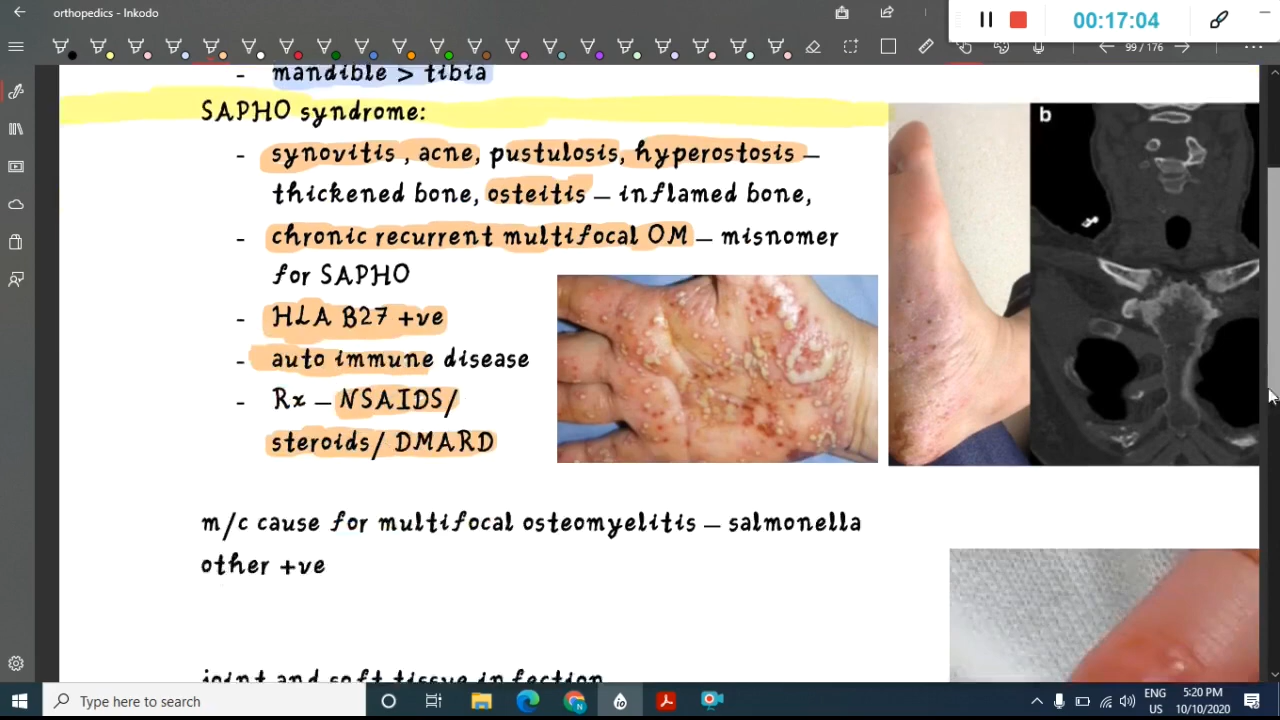 orthopedics - Inkodo
00:17:04
99 / 176
- mandible > tibia
SAPHO syndrome:
- synovitis , acne, pustulosis, hyperostosis –
thickened bone, osteitis – inflamed bone,
- chronic recurrent multifocal OM – misnomer
for SAPHO
- HLA B27 +ve
- auto immune disease
- Rx – NSAIDS/
steroids/ DMARD
b
m/c cause for multifocal osteomyelitis – salmonella
other +ve
joint and soft tissue infection
Type here to search
ENG
US
5:20 PM
10/10/2020